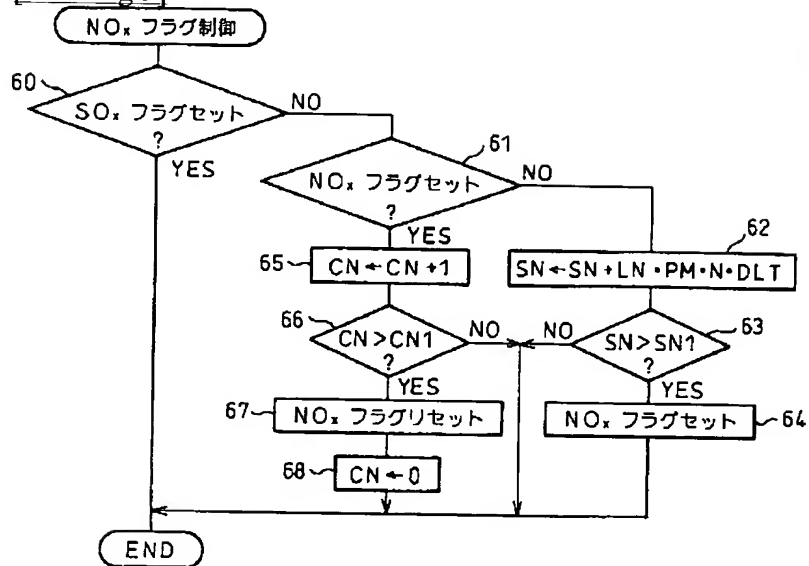 NOx フラグ制御
60
SOx フラグセット
?
NO
YES
61
NOx フラグセット
?
NO
YES
62
SN←SN+LN・PM・N・DLT
65
CN←CN+1
66
CN>CN1
?
NO
YES
63
SN>SN1
?
NO
YES
67
NOx フラグリセット
NOx フラグセット
64
68
CN←0
END